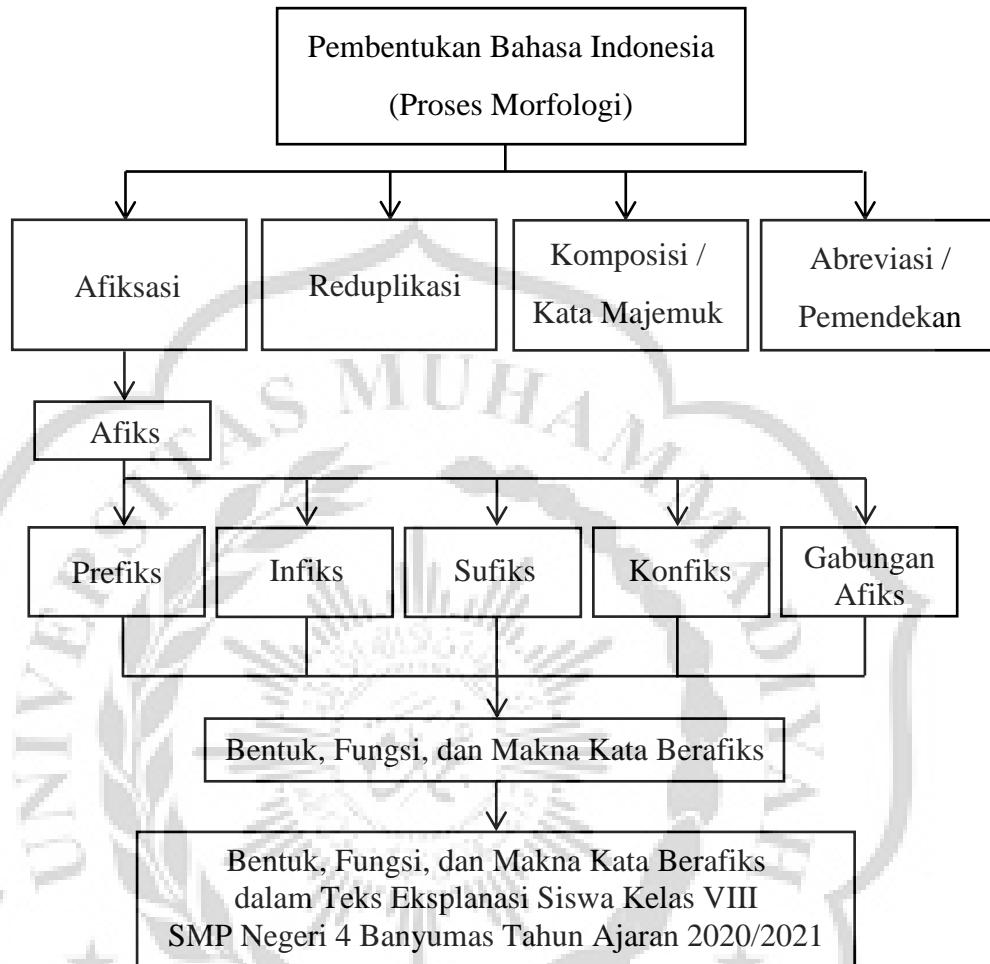 Pembentukan Bahasa Indonesia
(Proses Morfologi)
Afiksasi
Reduplikasi
Komposisi /
Kata Majemuk
Abreviasi /
Pemendekan
Afiks
Prefiks
Infiks
Sufiks
Konfiks
Gabungan
Afiks
Bentuk, Fungsi, dan Makna Kata Berafiks
Bentuk, Fungsi, dan Makna Kata Berafiks
dalam Teks Eksplanasi Siswa Kelas VIII
SMP Negeri 4 Banyumas Tahun Ajaran 2020/2021
UNIVERSITAS MUHAMMADIYAH